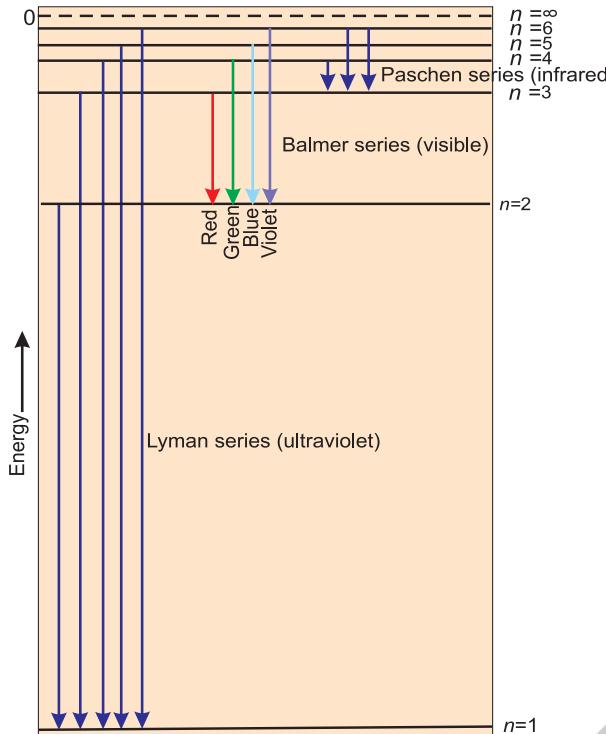 0
n =∞
n =6
n =5
n =4
Paschen series (infrared
n =3
Balmer series (visible)
n=2
Red
Green
Blue
Violet
Energy
Lyman series (ultraviolet)
n=1